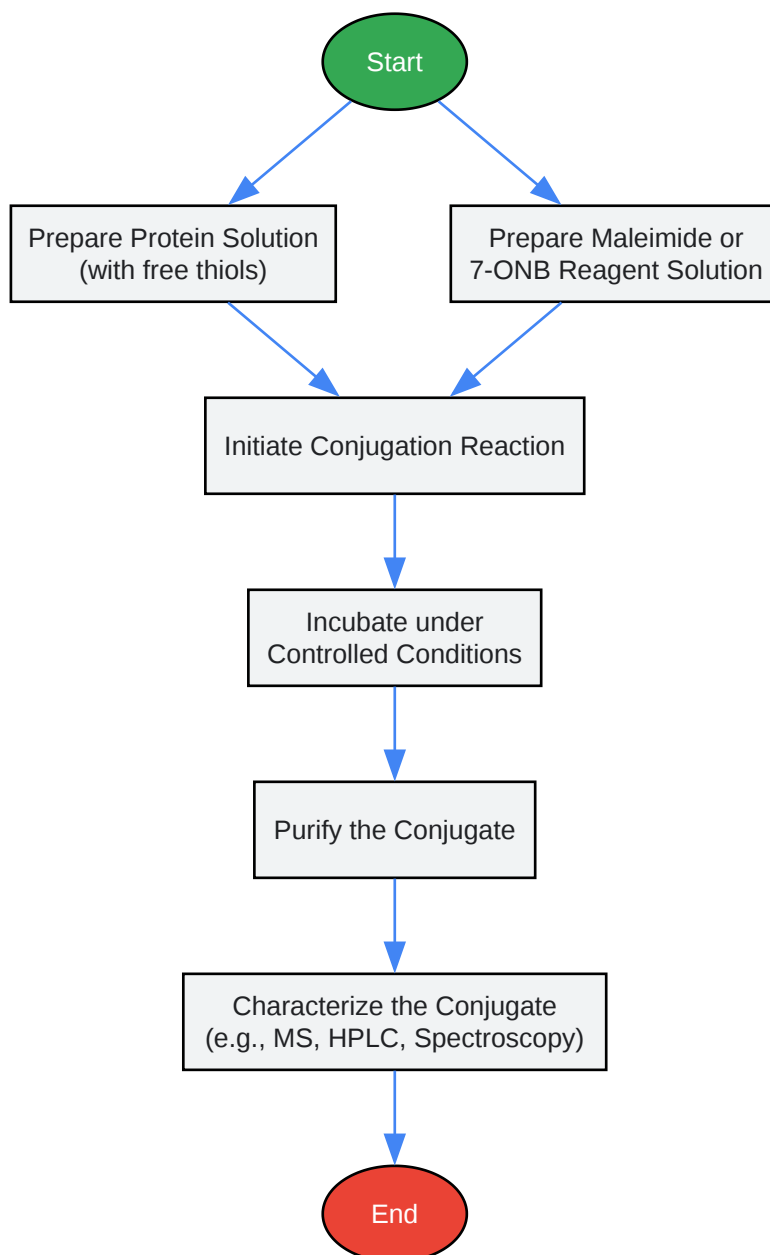 Start
Prepare Protein Solution
(with free thiols)
Prepare Maleimide or
7-ONB Reagent Solution
Initiate Conjugation Reaction
Incubate under
Controlled Conditions
Purify the Conjugate
Characterize the Conjugate
(e.g., MS, HPLC, Spectroscopy)
End